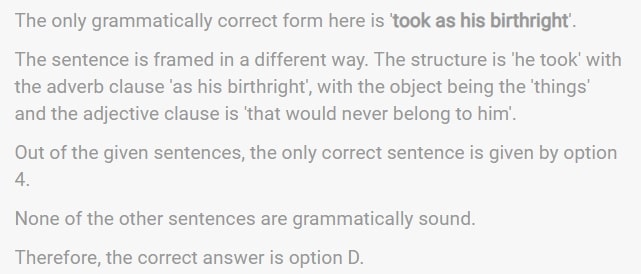 The only grammatically correct form here is 'took as his birthright'.
The sentence is framed in a different way. The structure is 'he took' with
the adverb clause 'as his birthright', with the object being the 'things'
and the adjective clause is 'that would never belong to him'.
Out of the given sentences, the only correct sentence is given by option
4.
None of the other sentences are grammatically sound.
Therefore, the correct answer is option D.